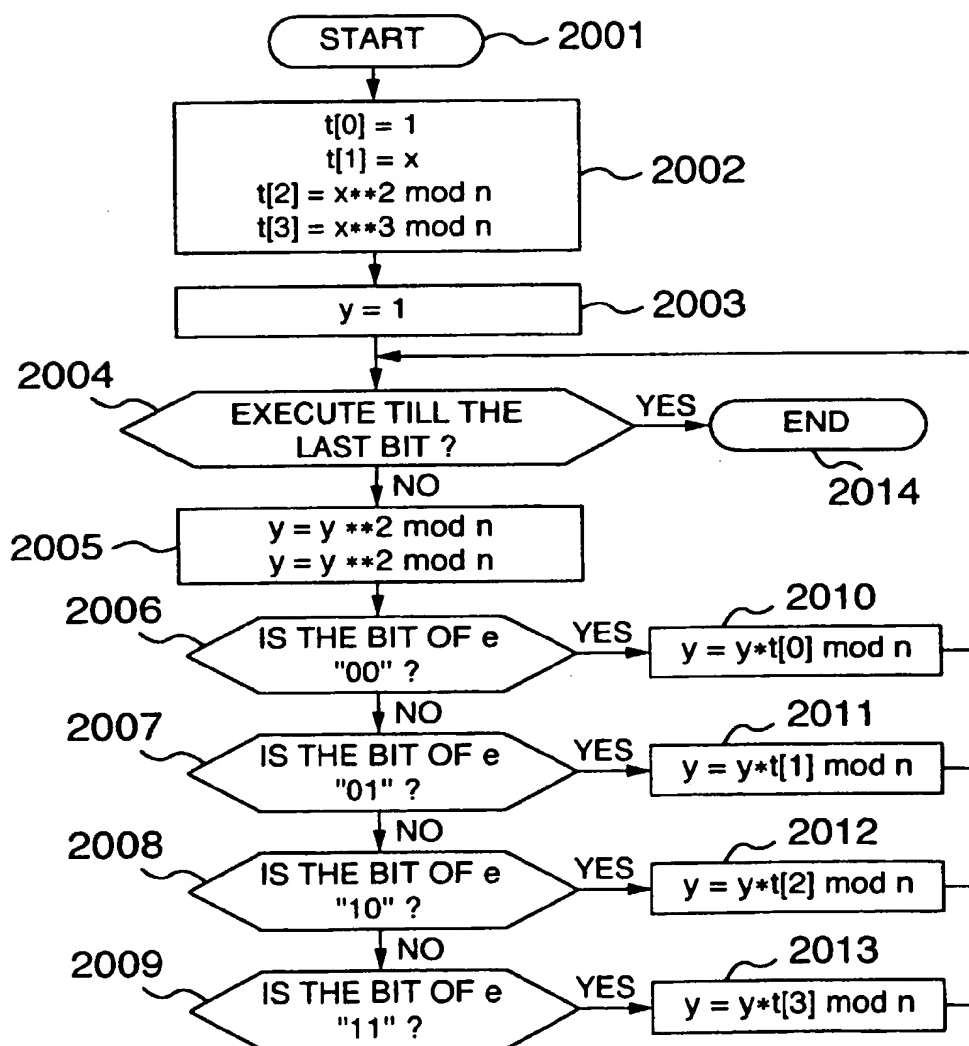 START
2001
t[0] = 1
t[1] = x
t[2] = x**2 mod n
t[3] = x**3 mod n
2002
y = 1
2003
2004
EXECUTE TILL THE
LAST BIT ?
YES
END
2014
NO
2005
y = y **2 mod n
y = y **2 mod n
2006
IS THE BIT OF e
"00" ?
YES
2010
y = y*t[0] mod n
NO
2007
IS THE BIT OF e
"01" ?
YES
2011
y = y*t[1] mod n
NO
2008
IS THE BIT OF e
"10" ?
YES
2012
y = y*t[2] mod n
NO
2009
IS THE BIT OF e
"11" ?
YES
2013
y = y*t[3] mod n